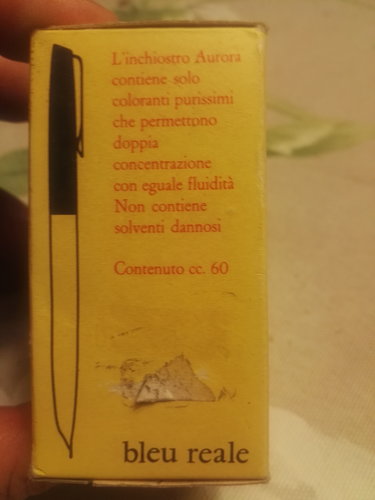 L'inchiostro Aurora
contiene solo
coloranti purissimi
che permettono
doppia
concentrazione
con eguale fluidità
Non contiene
solventi dannosi
Contenuto cc. 60
bleu reale